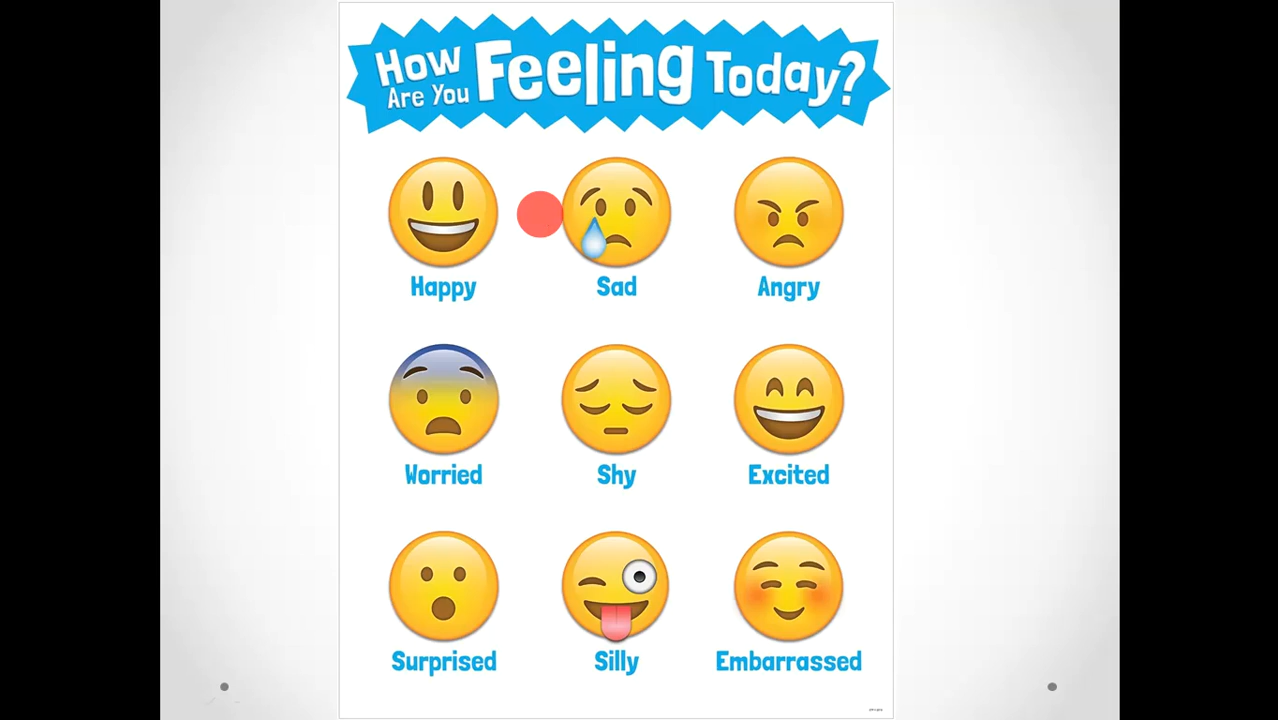 How Are You Feeling Today?
Happy
Sad
Angry
Worried
Shy
Excited
Surprised
Silly
Embarrassed